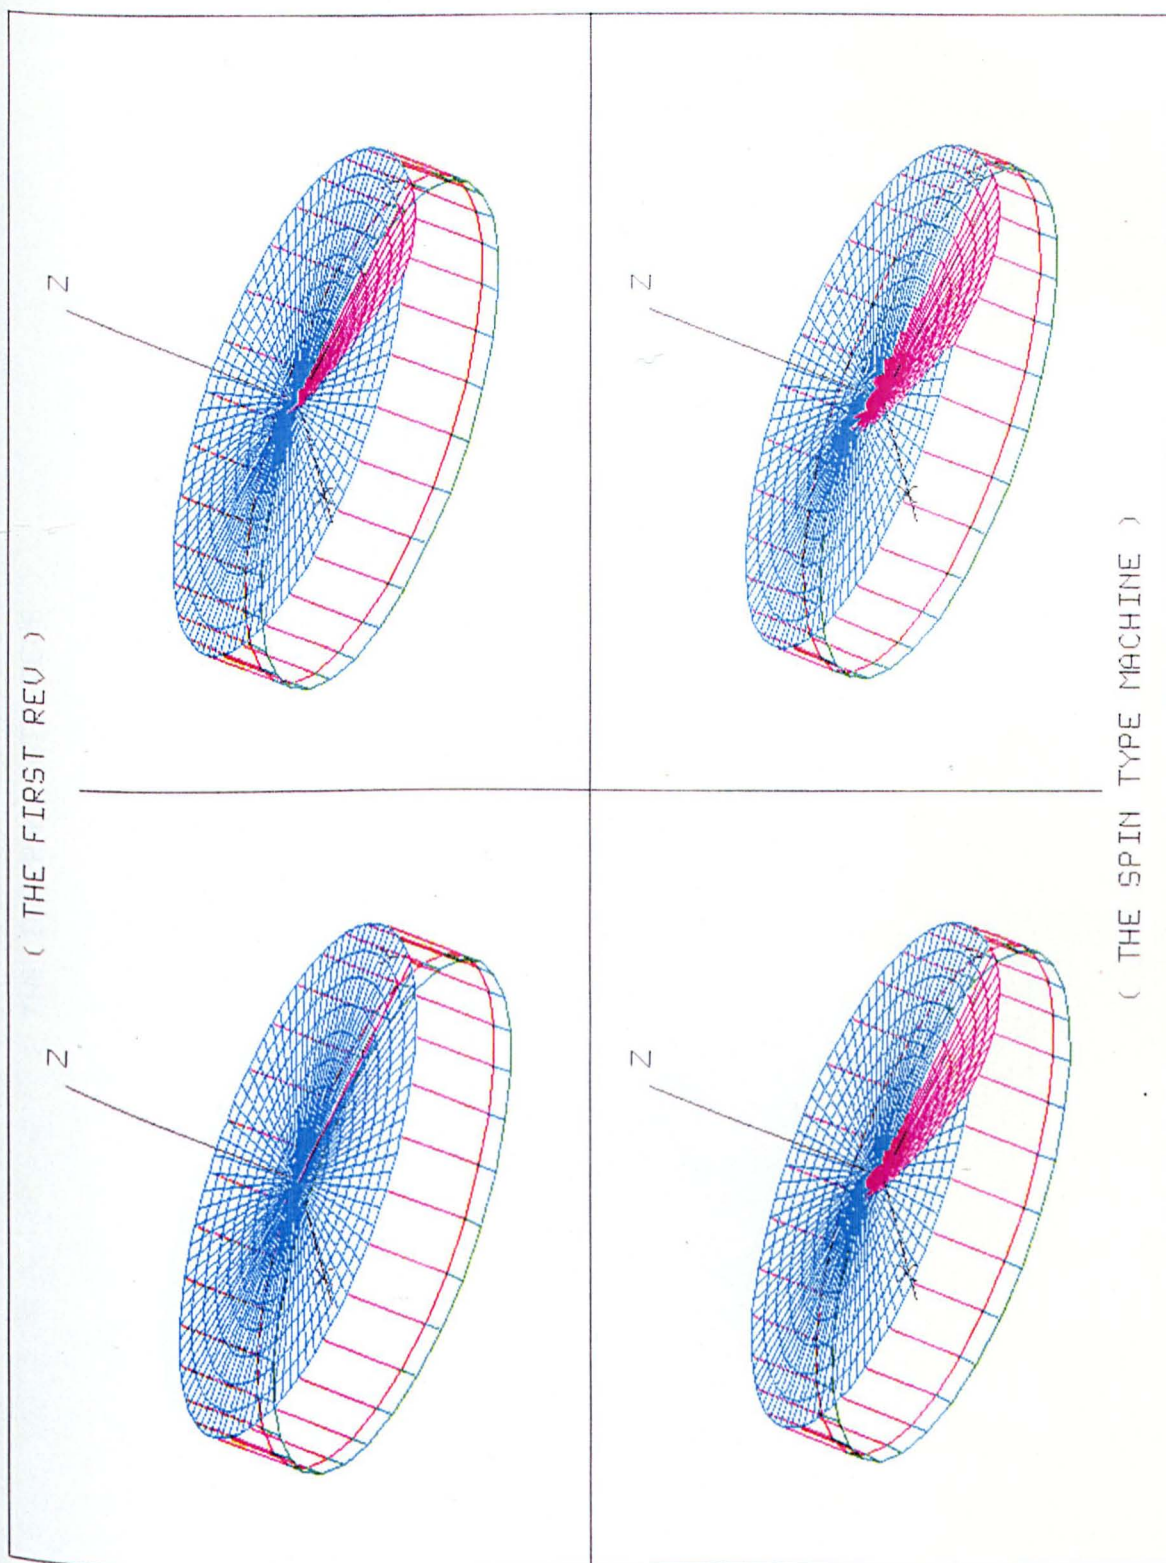 ( THE FIRST REV )
Z Z
X X
Z Z
X X
( THE SPIN TYPE MACHINE )